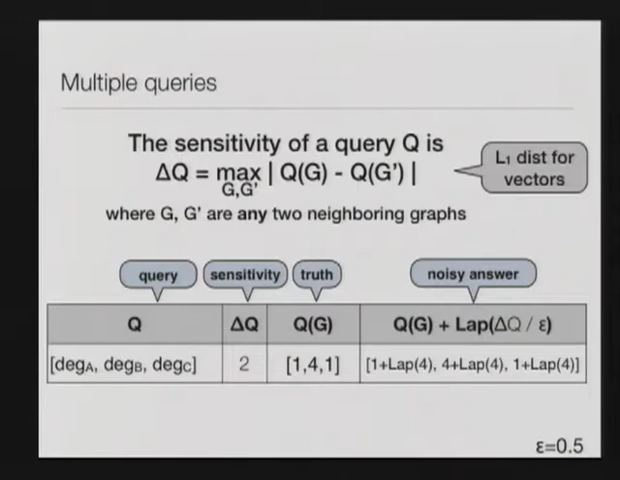 Multiple queries
The sensitivity of a query Q is
ΔQ = max | Q(G) - Q(G') |
G,G'
L₁ dist for
vectors
where G, G' are any two neighboring graphs
query
sensitivity
truth
noisy answer
Q ΔQ Q(G) Q(G) + Lap(ΔQ / ε)
[degA, degB, degC] 2 [1,4,1] [1+Lap(4), 4+Lap(4), 1+Lap(4)]
ε=0.5